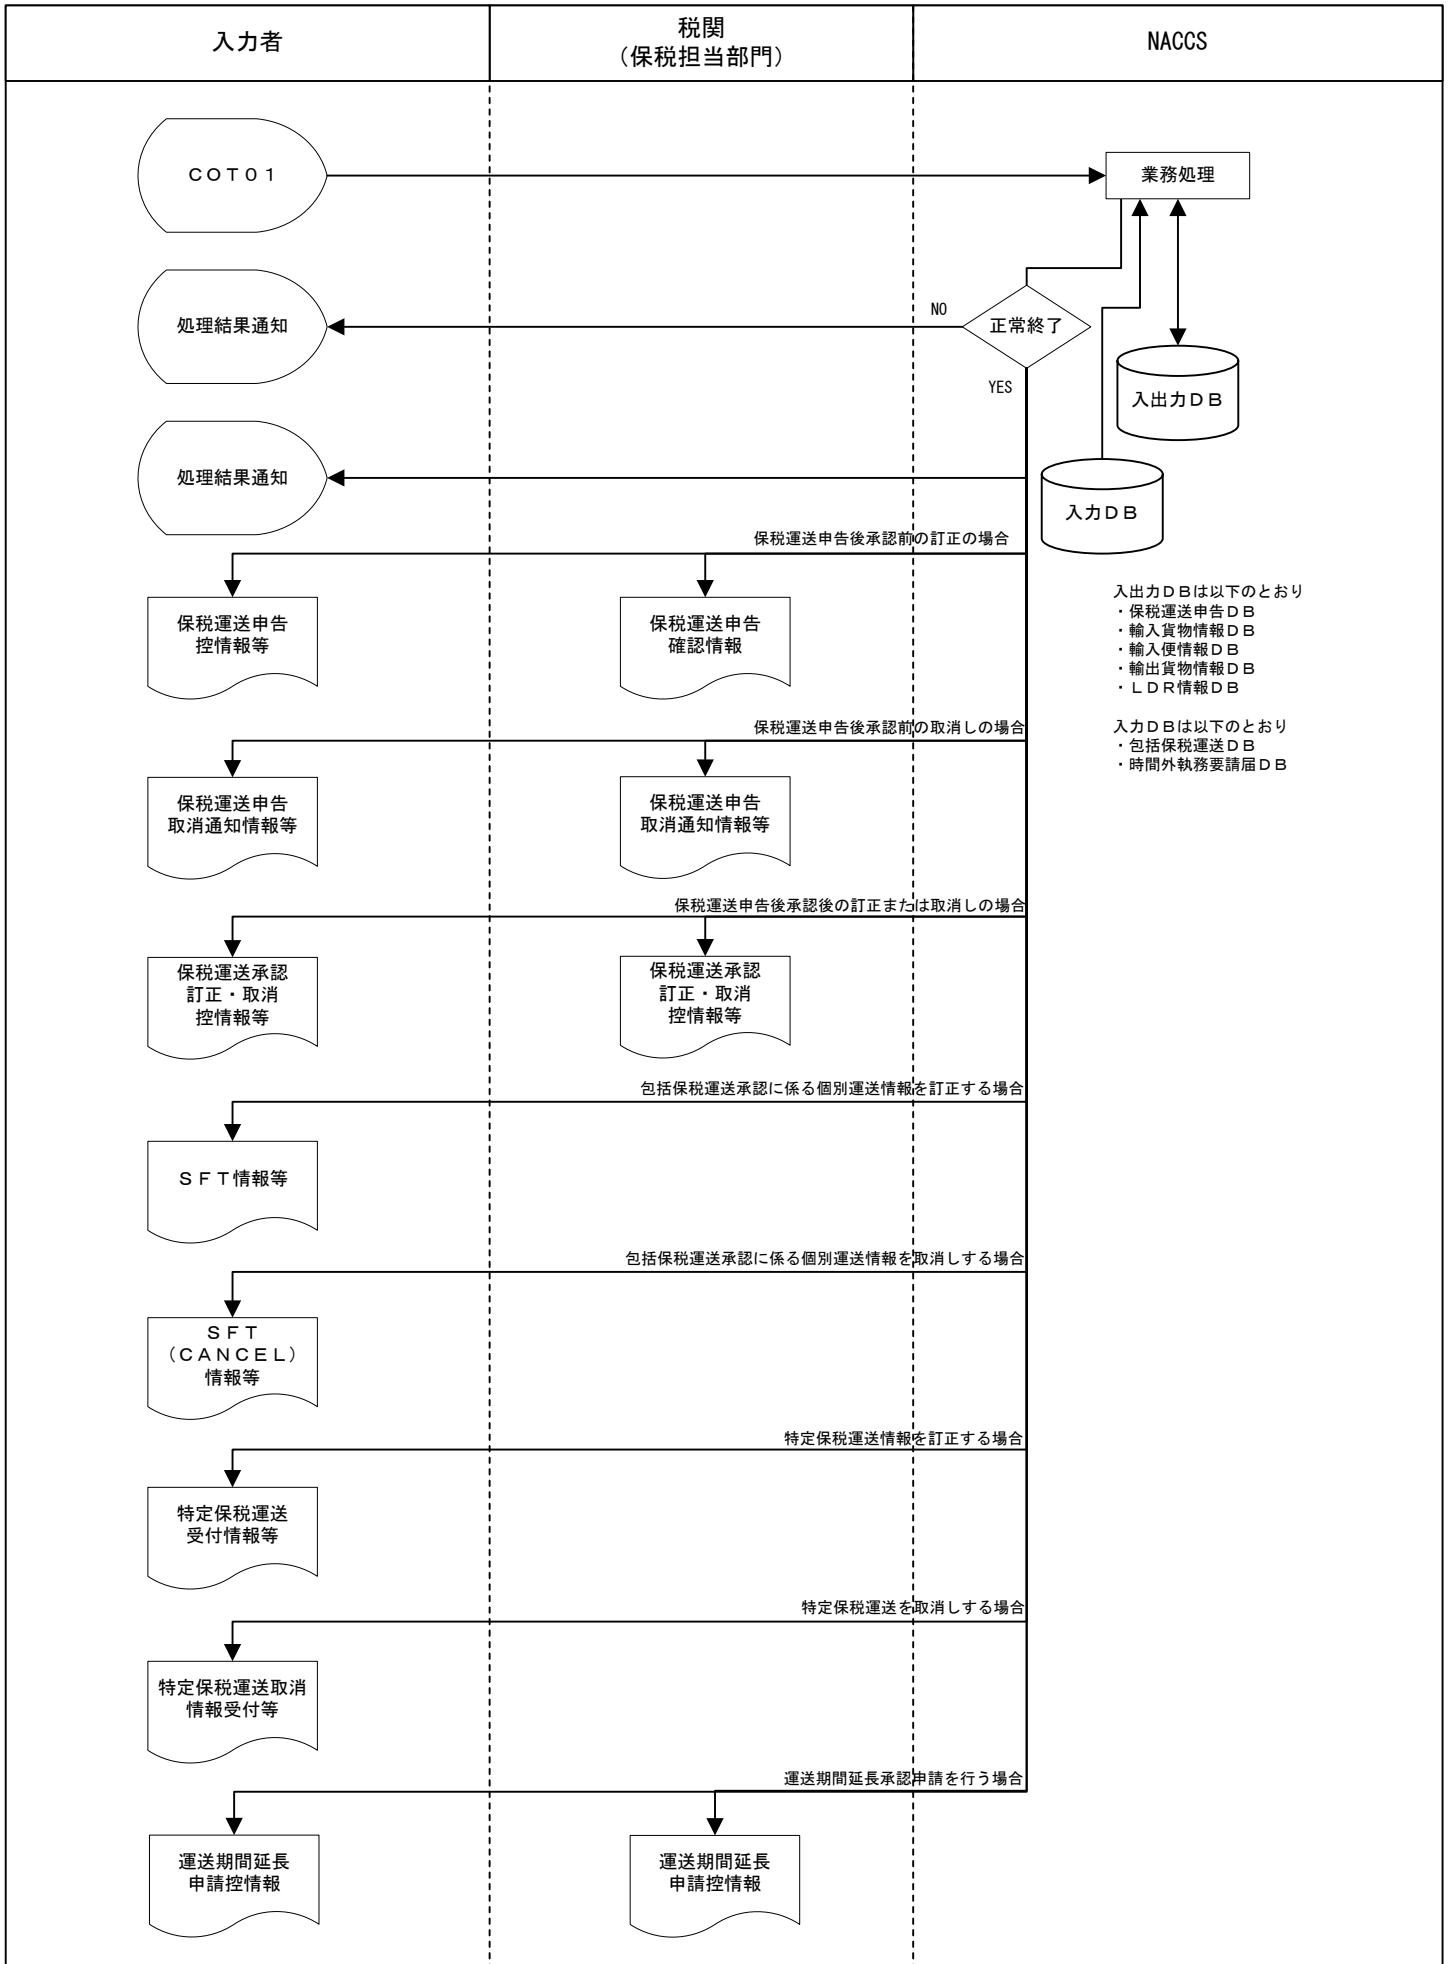 入力者
税関
（保税担当部門）
NACCS
ＣＯＴ０１
業務処理
処理結果通知
NO
正常終了
YES
入出力ＤＢ
処理結果通知
入力ＤＢ
保税運送申告後承認前の訂正の場合
保税運送申告
控情報等
保税運送申告
確認情報
入出力ＤＢは以下のとおり
・保税運送申告ＤＢ
・輸入貨物情報ＤＢ
・輸入便情報ＤＢ
・輸出貨物情報ＤＢ
・ＬＤＲ情報ＤＢ
入力ＤＢは以下のとおり
・包括保税運送ＤＢ
・時間外執務要請届ＤＢ
保税運送申告後承認前の取消しの場合
保税運送申告
取消通知情報等
保税運送申告
取消通知情報等
保税運送申告後承認後の訂正または取消しの場合
保税運送承認
訂正・取消
控情報等
保税運送承認
訂正・取消
控情報等
包括保税運送承認に係る個別運送情報を訂正する場合
ＳＦＴ情報等
包括保税運送承認に係る個別運送情報を取消しする場合
ＳＦＴ
（ＣＡＮＣＥＬ）
情報等
特定保税運送情報を訂正する場合
特定保税運送
受付情報等
特定保税運送を取消しする場合
特定保税運送取消
情報受付等
運送期間延長承認申請を行う場合
運送期間延長
申請控情報
運送期間延長
申請控情報